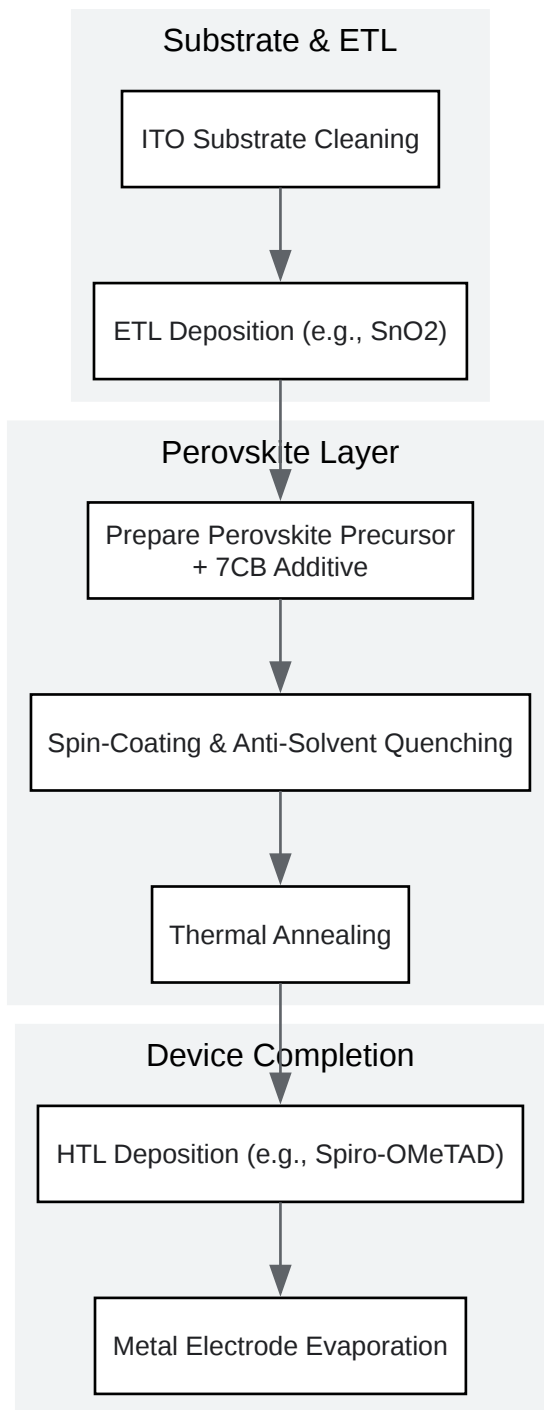 Substrate & ETL
ITO Substrate Cleaning
ETL Deposition (e.g., SnO2)
Perovskite Layer
Prepare Perovskite Precursor
+ 7CB Additive
Spin-Coating & Anti-Solvent Quenching
Thermal Annealing
Device Completion
HTL Deposition (e.g., Spiro-OMeTAD)
Metal Electrode Evaporation